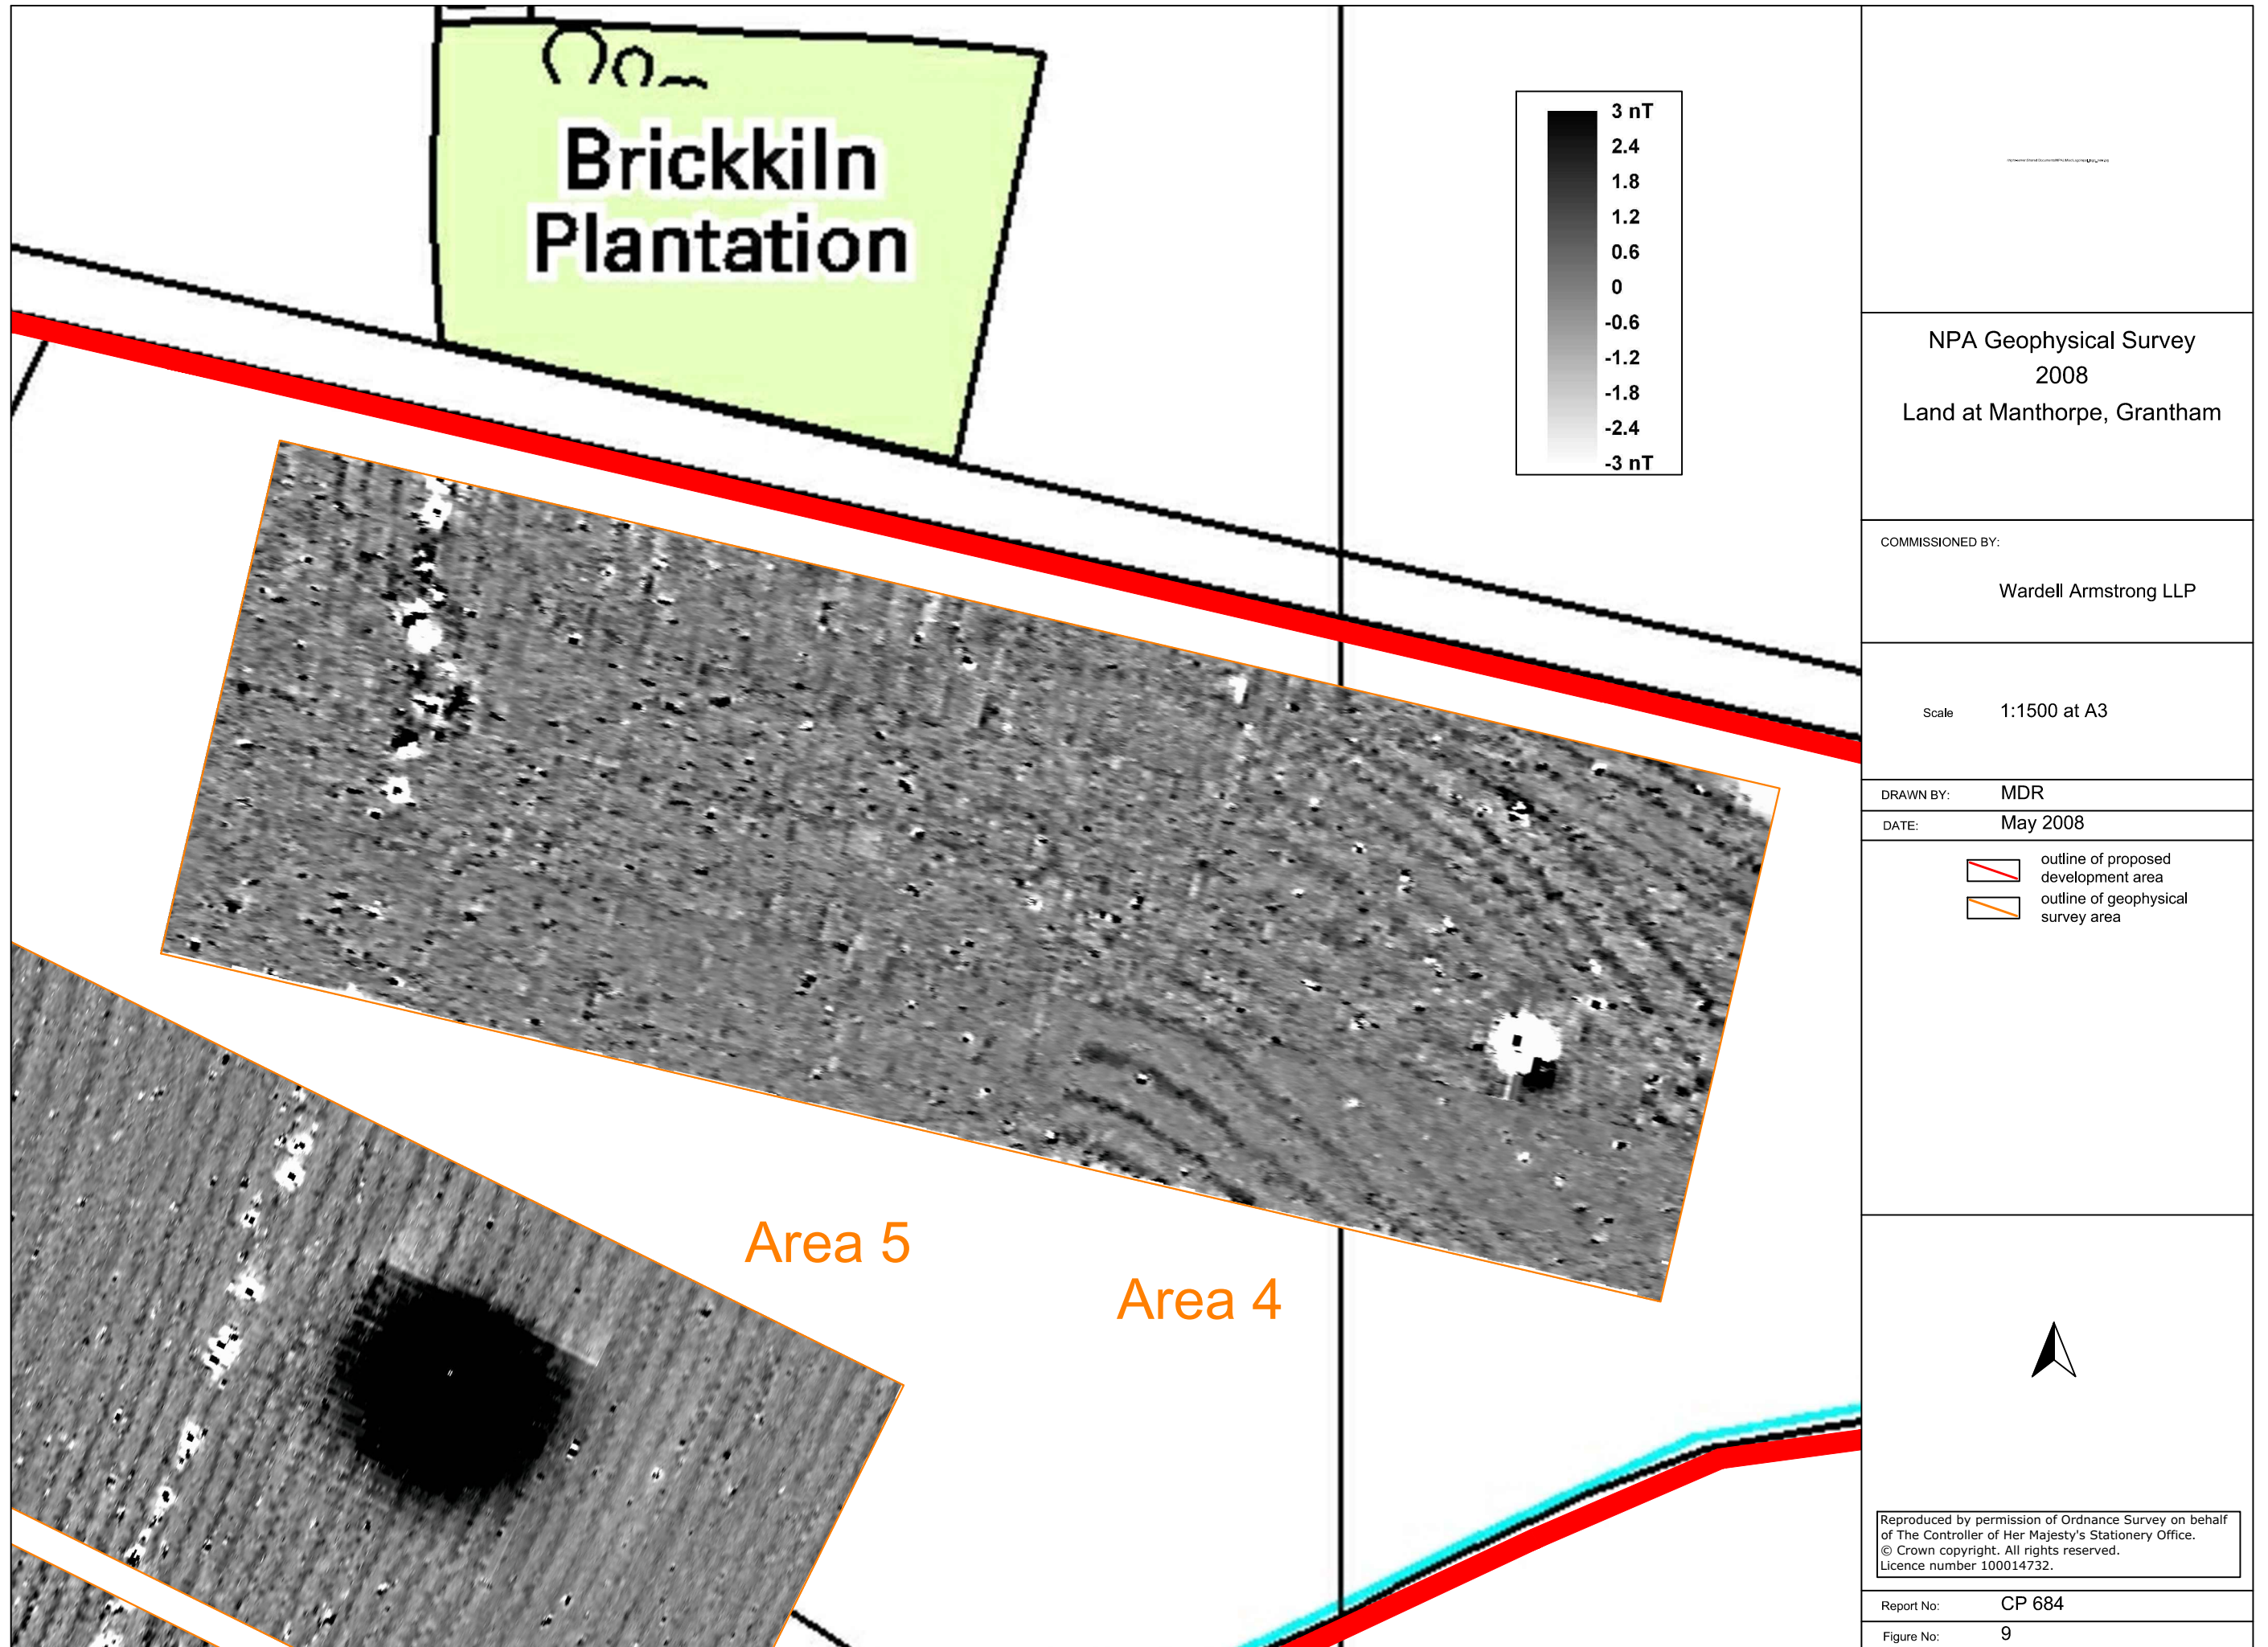 Brickkiln
Plantation
3 nT
2.4
1.8
1.2
0.6
0
-0.6
-1.2
-1.8
-2.4
-3 nT
Area 5
Area 4
NPA Geophysical Survey
2008
Land at Manthorpe, Grantham
COMMISSIONED BY:
Wardell Armstrong LLP
Scale 1:1500 at A3
DRAWN BY: MDR
DATE: May 2008
outline of proposed
development area
outline of geophysical
survey area
Reproduced by permission of Ordnance Survey on behalf
of The Controller of Her Majesty's Stationery Office.
© Crown copyright. All rights reserved.
Licence number 100014732.
Report No: CP 684
Figure No: 9